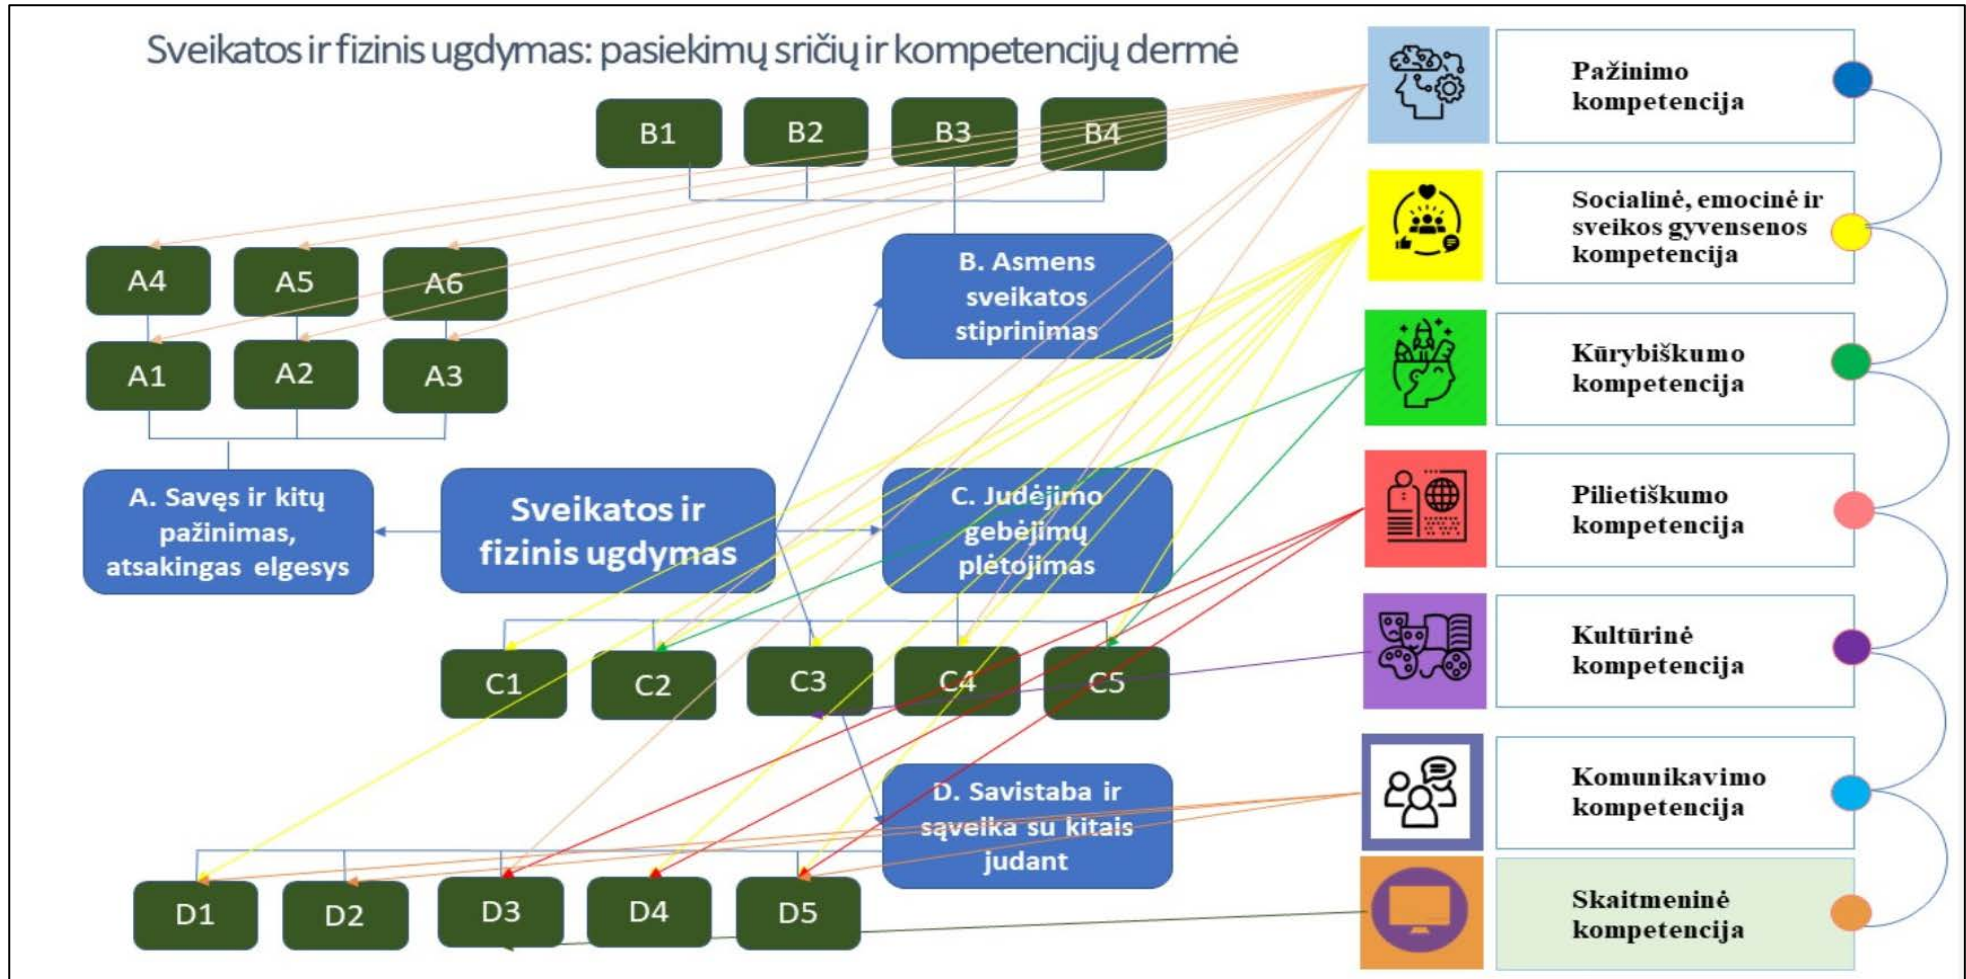 Sveikatos ir fizinis ugdymas: pasiekimų sričių ir kompetencijų dermė
B1
B2
B3
B4
A4
A5
A6
A1
A2
A3
B. Asmens
sveikatos
stiprinimas
A. Savęs ir kitų
pažinimas,
atsakingas elgesys
Sveikatos ir
fizinis ugdymas
C. Judėjimo
gebėjimų
plėtojimas
C1
C2
C3
C4
C5
D. Savistaba ir
sąveika su kitais
judant
D1
D2
D3
D4
D5
Pažinimo
kompetencija
Socialinė, emocinė ir
sveikos gyvensenos
kompetencija
Kūrybiškumo
kompetencija
Pilietiškumo
kompetencija
Kultūrinė
kompetencija
Komunikavimo
kompetencija
Skaitmeninė
kompetencija